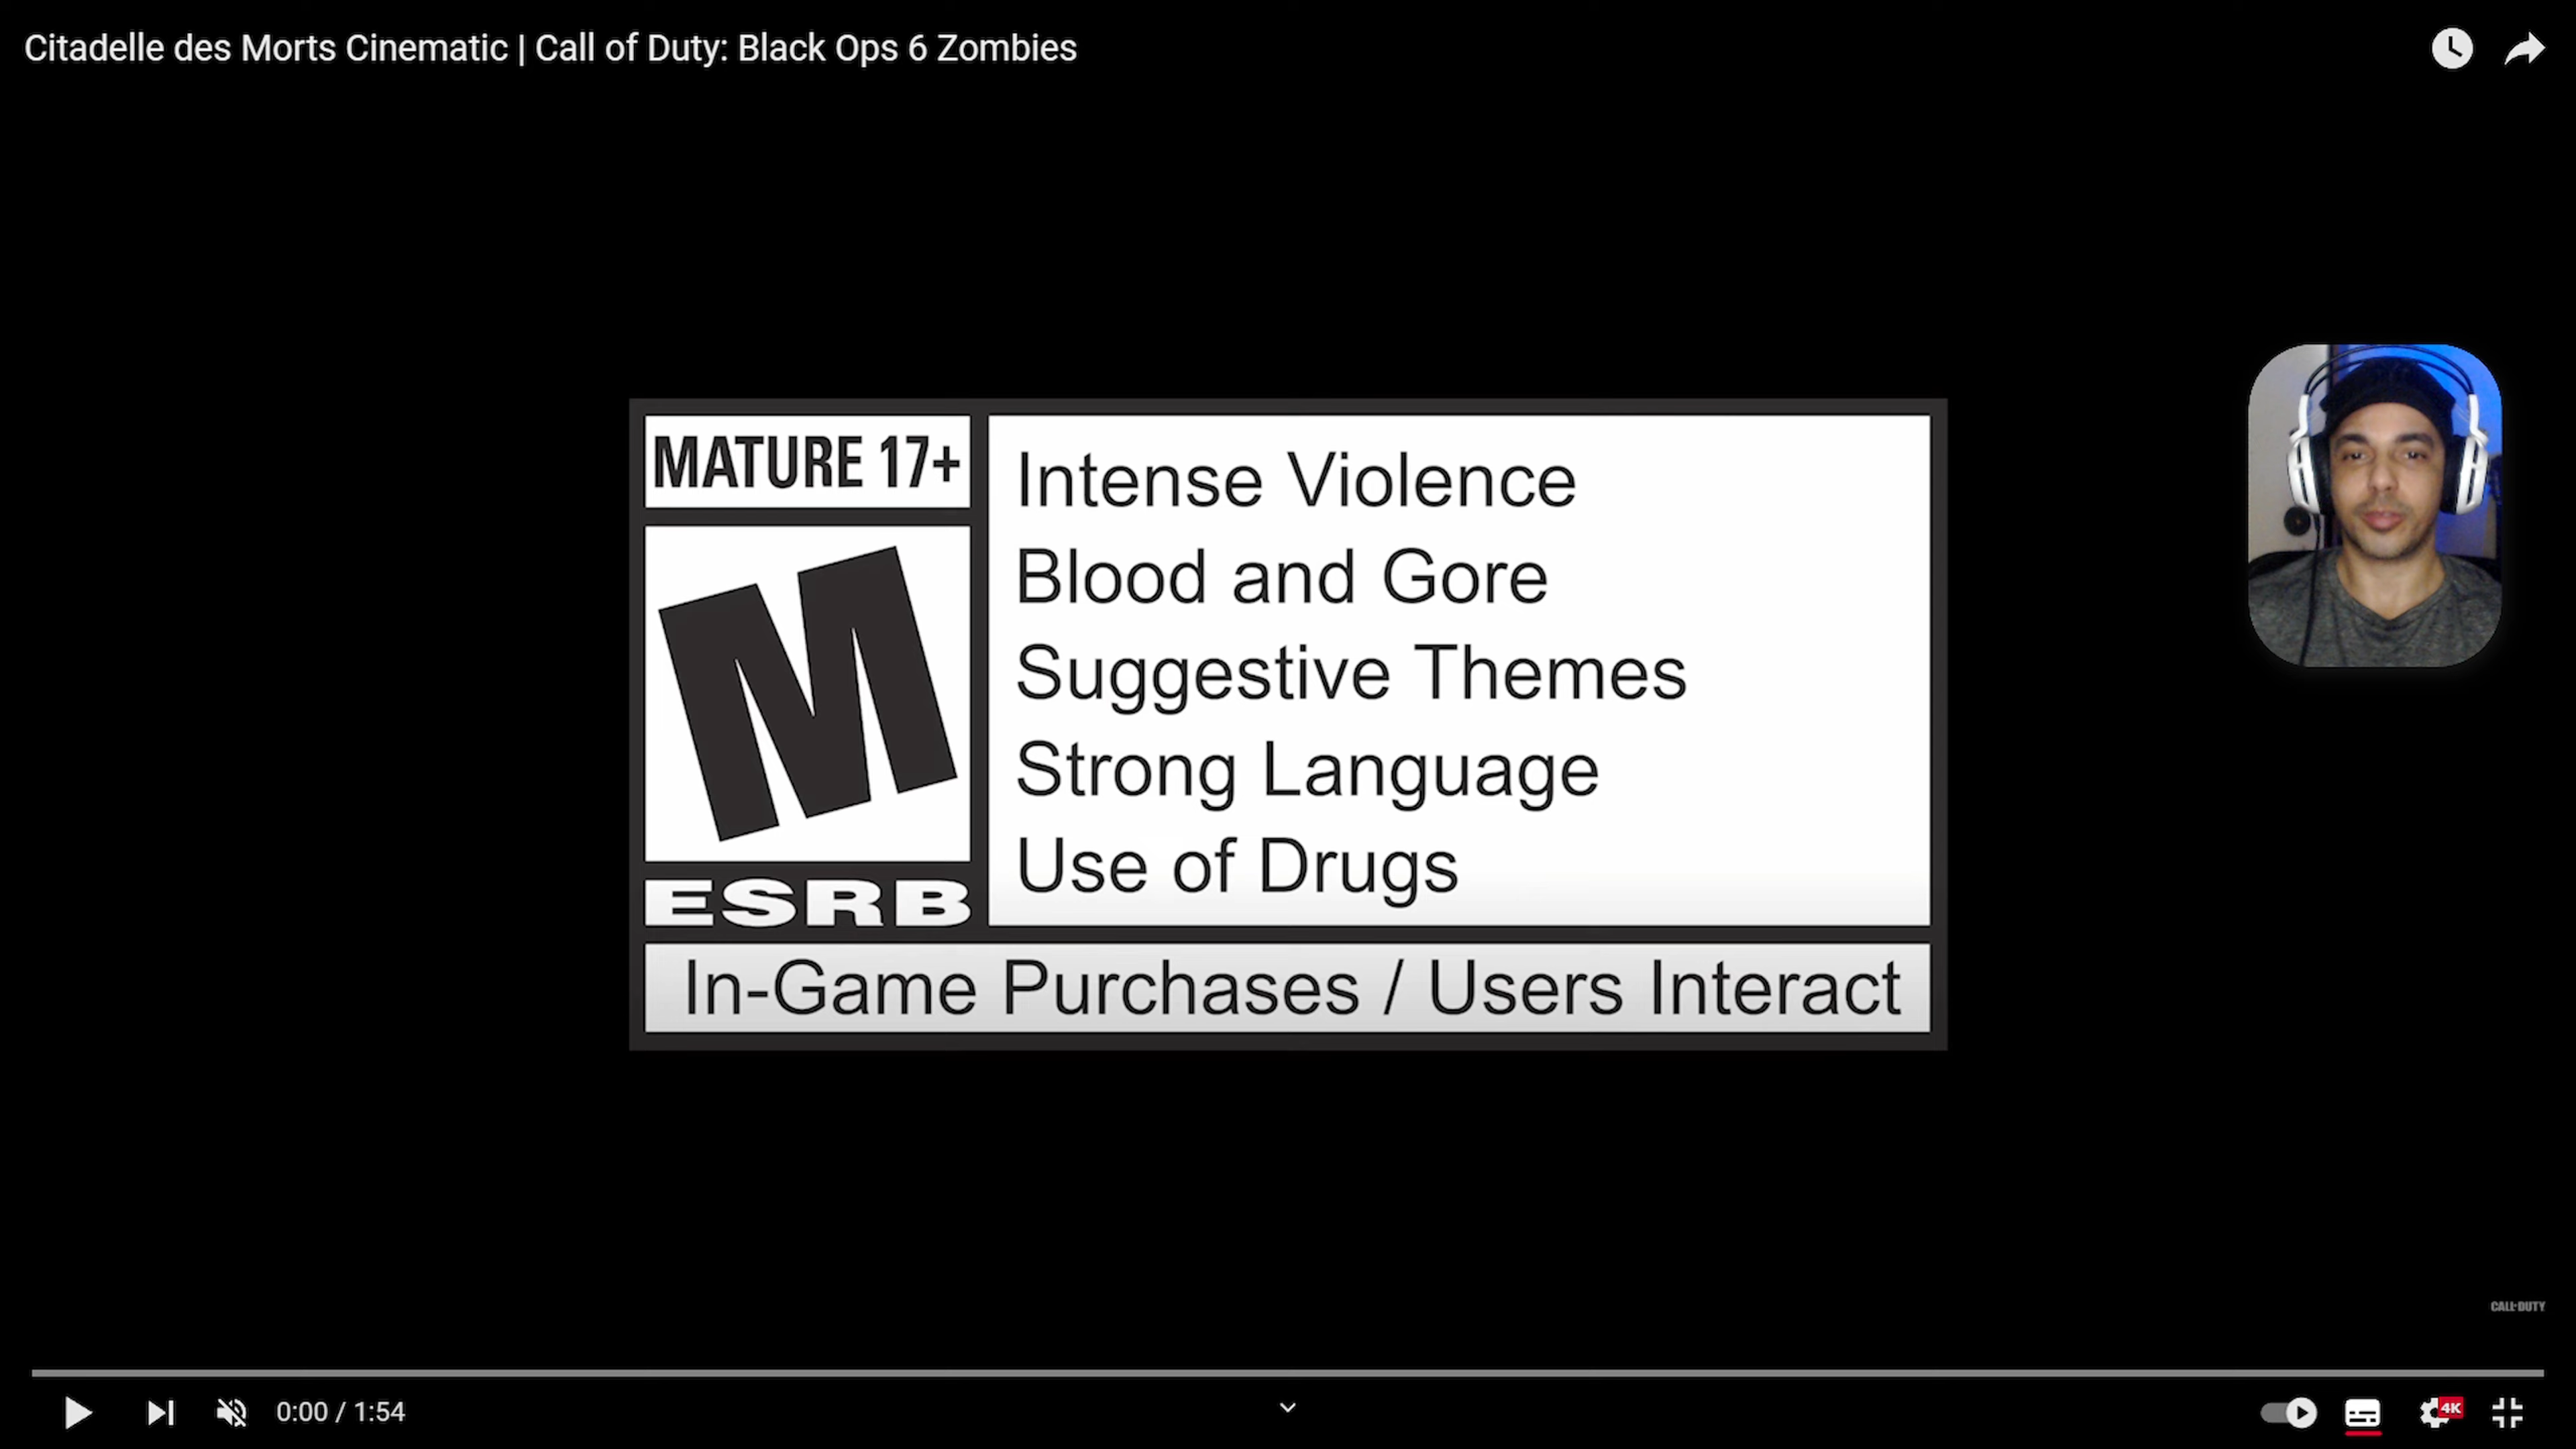 Citadelle des Morts Cinematic | Call of Duty: Black Ops 6 Zombies
MATURE 17+
M
ESRB
Intense Violence
Blood and Gore
Suggestive Themes
Strong Language
Use of Drugs
In-Game Purchases / Users Interact
CALL OF DUTY
0:00 / 1:54
4K